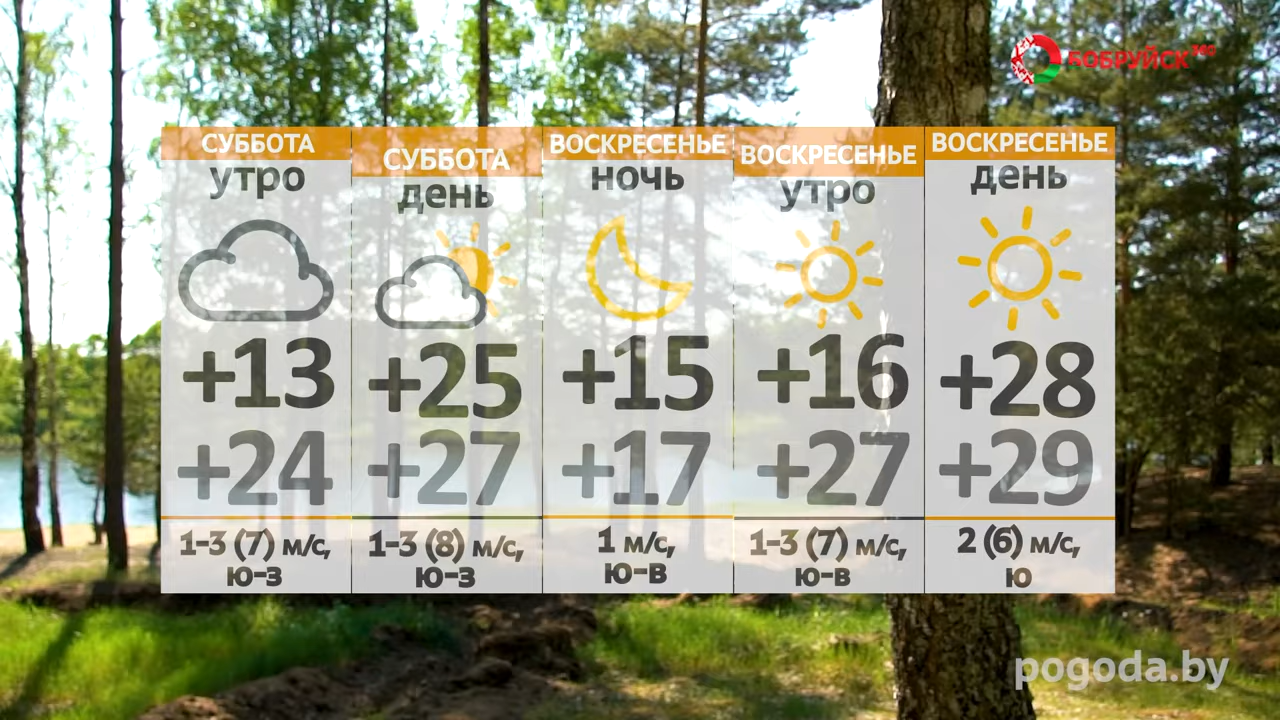 БОБРУЙСК360
СУББОТА
утро
+13
+24
1-3 (7) м/с,
ю-з
СУББОТА
день
+25
+27
1-3 (8) м/с,
ю-з
ВОСКРЕСЕНЬЕ
ночь
+15
+17
1 м/с,
ю-в
ВОСКРЕСЕНЬЕ
утро
+16
+27
1-3 (7) м/с,
ю-в
ВОСКРЕСЕНЬЕ
день
+28
+29
2 (6) м/с,
ю
pogoda.by